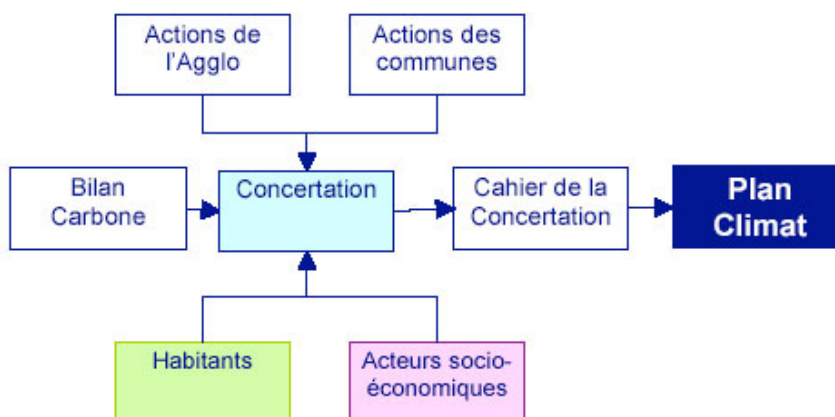 Actions de
l'Agglo
Actions des
communes
Bilan
Carbone
Concertation
Cahier de la
Concertation
Plan
Climat
Habitants
Acteurs socio-
économiques